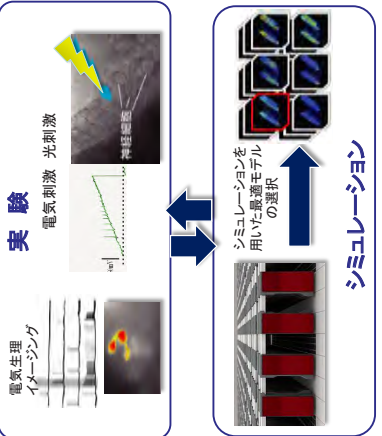 実 験
電気生理
イメージング
電気刺激 光刺激
神経細胞
シミュレーションを
用いた最適モデル
の選択
シミュレーション